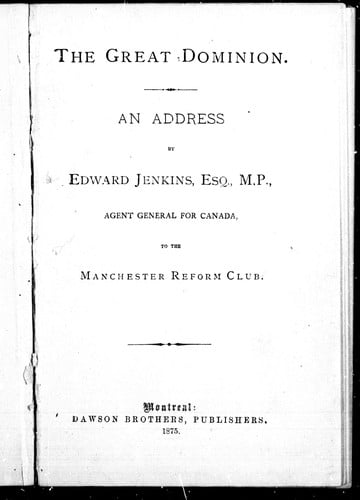 THE GREAT DOMINION.
AN ADDRESS
BY
EDWARD JENKINS, ESQ., M.P.,
AGENT GENERAL FOR CANADA,
TO THE
MANCHESTER REFORM CLUB.
Montreal:
DAWSON BROTHERS, PUBLISHERS.
1875.